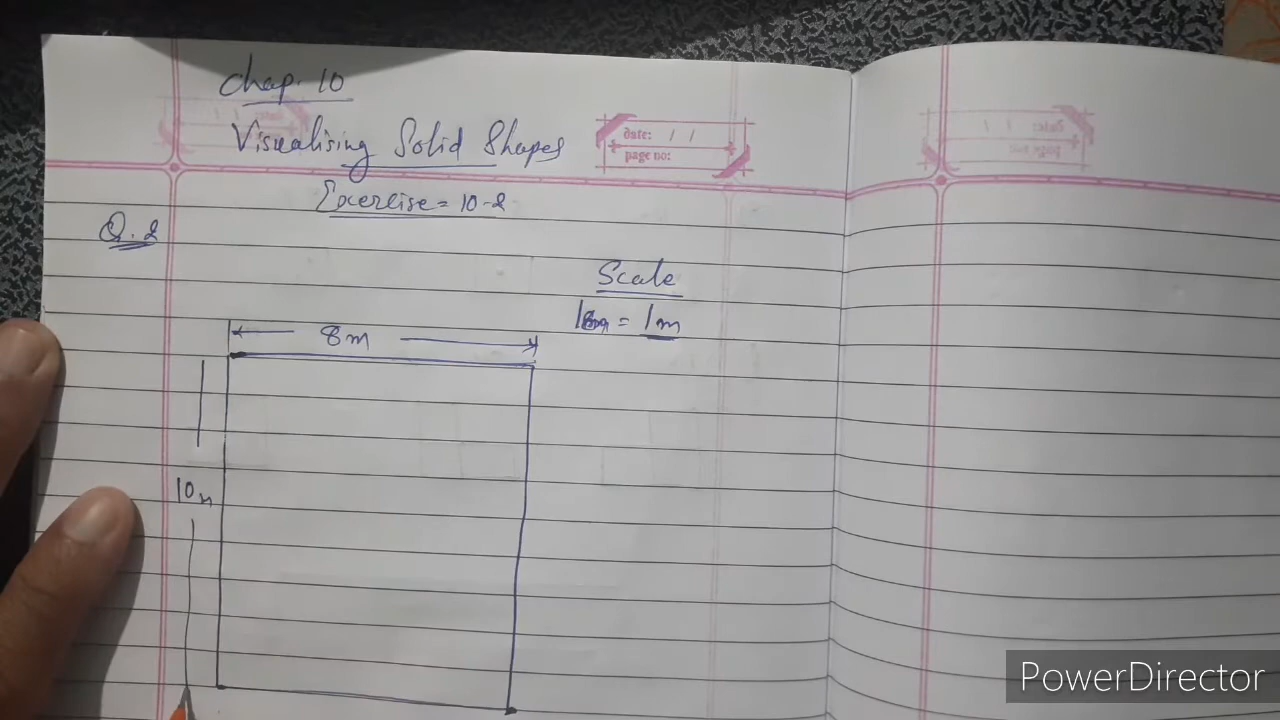 Chap. 10
Visualising Solid Shapes
date: / /
page no:
Exercise = 10-2
Q.2
Scale
1cm = 1m
8m
10m
PowerDirector